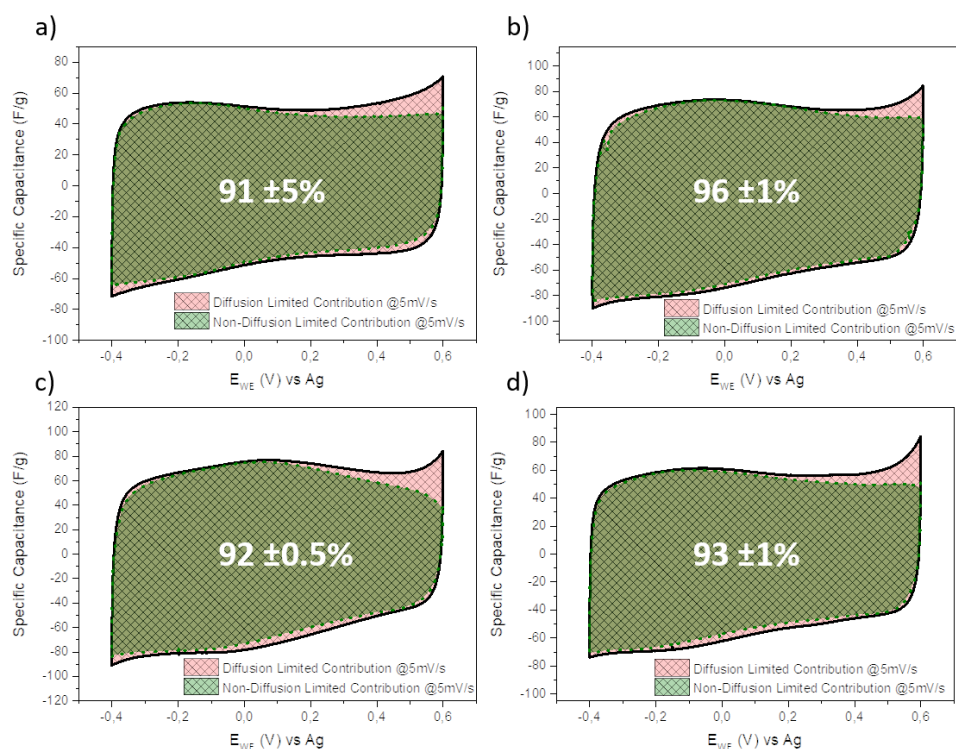 a)
80
60
40
20
0
-20
-40
-60
-80
-100
Specific Capacitance (F/g)
91 ±5%
Diffusion Limited Contribution @5mV/s
Non-Diffusion Limited Contribution @5mV/s
-0,4 -0,2 0,0 0,2 0,4 0,6
E_WE (V) vs Ag
b)
100
80
60
40
20
0
-20
-40
-60
-80
-100
Specific Capacitance (F/g)
96 ±1%
Diffusion Limited Contribution @5mV/s
Non-Diffusion Limited Contribution @5mV/s
-0,4 -0,2 0,0 0,2 0,4 0,6
E_WE (V) vs Ag
c)
120
100
80
60
40
20
0
-20
-40
-60
-80
-100
-120
Specific Capacitance (F/g)
92 ±0.5%
Diffusion Limited Contribution @5mV/s
Non-Diffusion Limited Contribution @5mV/s
-0,4 -0,2 0,0 0,2 0,4 0,6
E_WE (V) vs Ag
d)
100
80
60
40
20
0
-20
-40
-60
-80
-100
Specific Capacitance (F/g)
93 ±1%
Diffusion Limited Contribution @5mV/s
Non-Diffusion Limited Contribution @5mV/s
-0,4 -0,2 0,0 0,2 0,4 0,6
E_WE (V) vs Ag